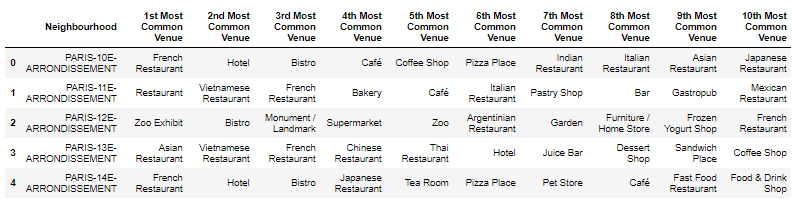 Neighbourhood 1st Most Common Venue 2nd Most Common Venue 3rd Most Common Venue 4th Most Common Venue 5th Most Common Venue 6th Most Common Venue 7th Most Common Venue 8th Most Common Venue 9th Most Common Venue 10th Most Common Venue
0 PARIS-10E-ARRONDISSEMENT French Restaurant Hotel Bistro Café Coffee Shop Pizza Place Indian Restaurant Italian Restaurant Asian Restaurant Japanese Restaurant
1 PARIS-11E-ARRONDISSEMENT Restaurant Vietnamese Restaurant French Restaurant Bakery Café Italian Restaurant Pastry Shop Bar Gastropub Mexican Restaurant
2 PARIS-12E-ARRONDISSEMENT Zoo Exhibit Bistro Monument / Landmark Supermarket Zoo Argentinian Restaurant Garden Furniture / Home Store Frozen Yogurt Shop French Restaurant
3 PARIS-13E-ARRONDISSEMENT Asian Restaurant Vietnamese Restaurant French Restaurant Chinese Restaurant Thai Restaurant Hotel Juice Bar Dessert Shop Sandwich Place Coffee Shop
4 PARIS-14E-ARRONDISSEMENT French Restaurant Hotel Bistro Japanese Restaurant Tea Room Pizza Place Pet Store Café Fast Food Restaurant Food & Drink Shop